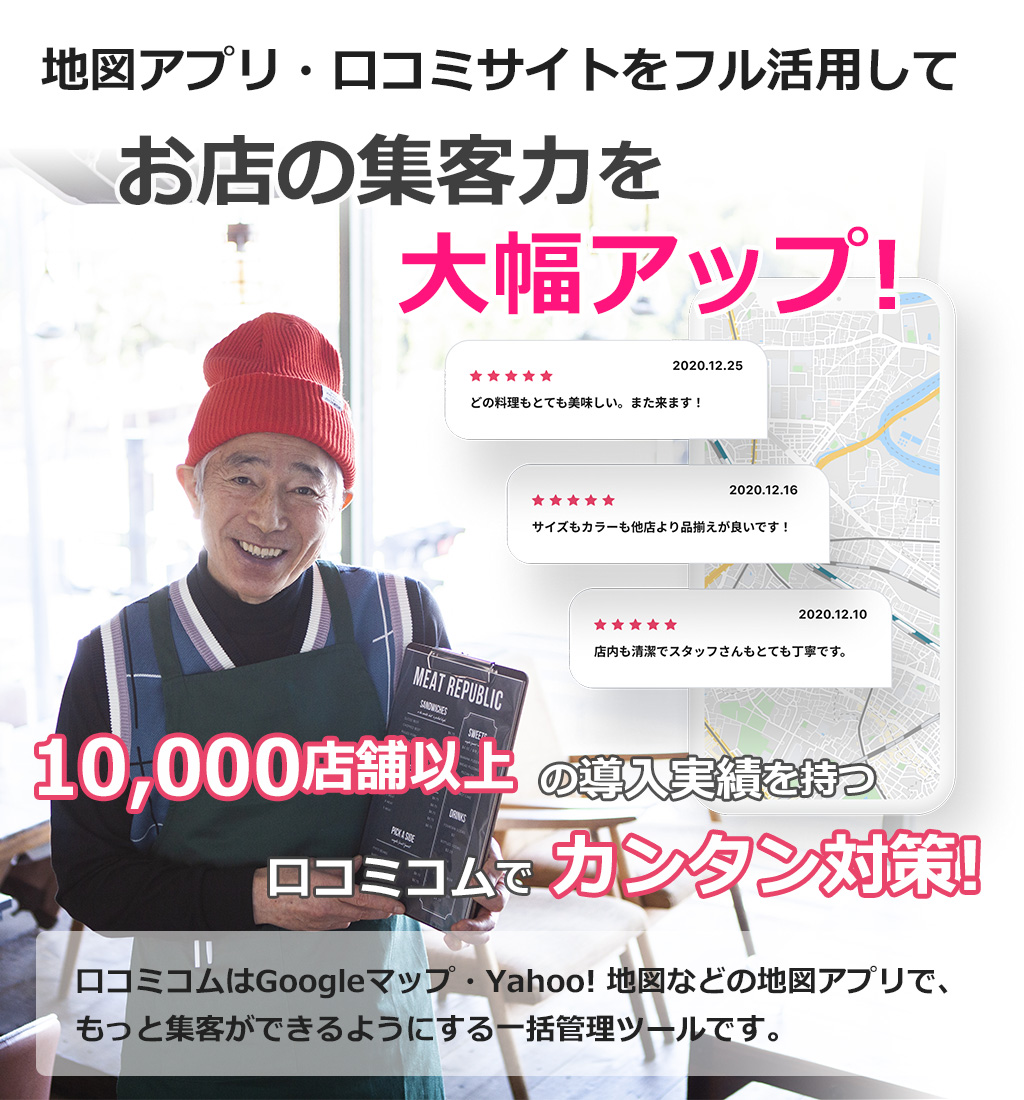 地図アプリ・口コミサイトをフル活用して
お店の集客力を
大幅アップ!
2020.12.25
★★★★★
どの料理もとても美味しい。また来ます！
2020.12.16
★★★★★
サイズもカラーも他店より品揃えが良いです！
2020.12.10
★★★★★
店内も清潔でスタッフさんもとても丁寧です。
MEAT REPUBLIC
SANDWICHES
SWEETS
DRINKS
PICK A SIDE
10,000店舗以上の導入実績を持つ
口コミコムでカンタン対策!
口コミコムはGoogleマップ・Yahoo! 地図などの地図アプリで、
もっと集客ができるようにする一括管理ツールです。